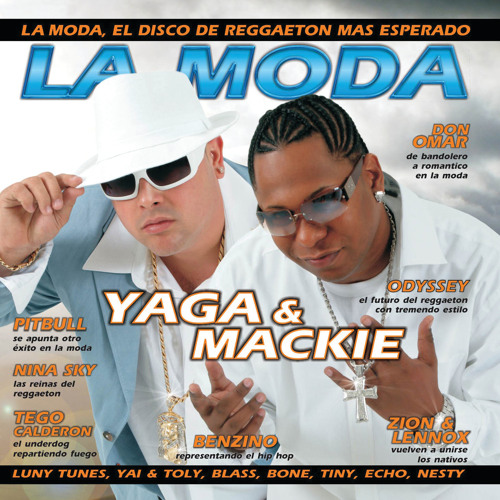 LA MODA, EL DISCO DE REGGAETON MAS ESPERADO
LA MODA
DON
OMAR
de bandolero
a romantico
en la moda
ODYSSEY
el futuro del reggaeton
con tremendo estilo
YAGA &
MACKIE
PITBULL
se apunta otro
éxito en la moda
NINA SKY
las reinas del
reggaeton
TEGO
CALDERON
el underdog
repartiendo fuego
BENZINO
representando el hip hop
ZION &
LENNOX
vuelven a unirse
los nativos
LUNY TUNES, YAI & TOLY, BLASS, BONE, TINY, ECHO, NESTY